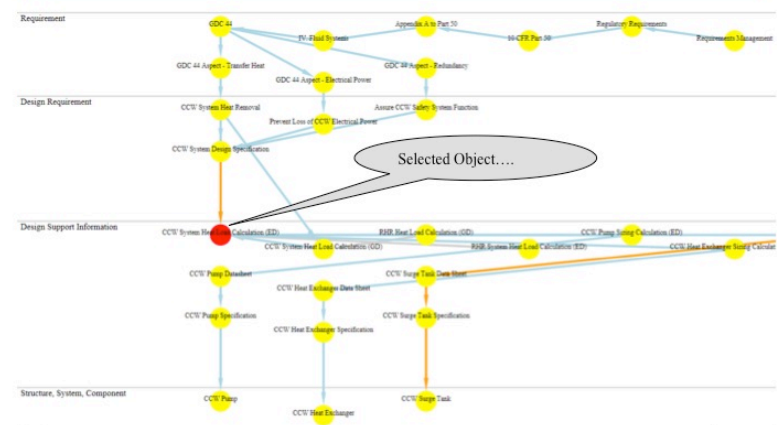 Requirement
GDC 44
Appendix A to Part 50
Regulatory Requirements
IV. Fluid Systems
10 CFR Part 50
Requirements Management
GDC 44 Aspect - Transfer Heat
GDC 44 Aspect - Redundancy
GDC 44 Aspect - Electrical Power
Design Requirement
CCW System Heat Removal
Assure CCW Safety System Function
Prevent Loss of CCW Electrical Power
CCW System Design Specification
Selected Object....
Design Support Information
CCW System Heat Load Calculation (ED)
RHR Heat Load Calculation (GD)
CCW Pump Sizing Calculation (ED)
CCW System Heat Load Calculation (GD)
RHR System Heat Load Calculation (ED)
CCW Heat Exchanger Sizing Calculat
CCW Pump Datasheet
CCW Surge Tank Data Sheet
CCW Heat Exchanger Data Sheet
CCW Pump Specification
CCW Surge Tank Specification
CCW Heat Exchanger Specification
Structure, System, Component
CCW Pump
CCW Surge Tank
CCW Heat Exchanger